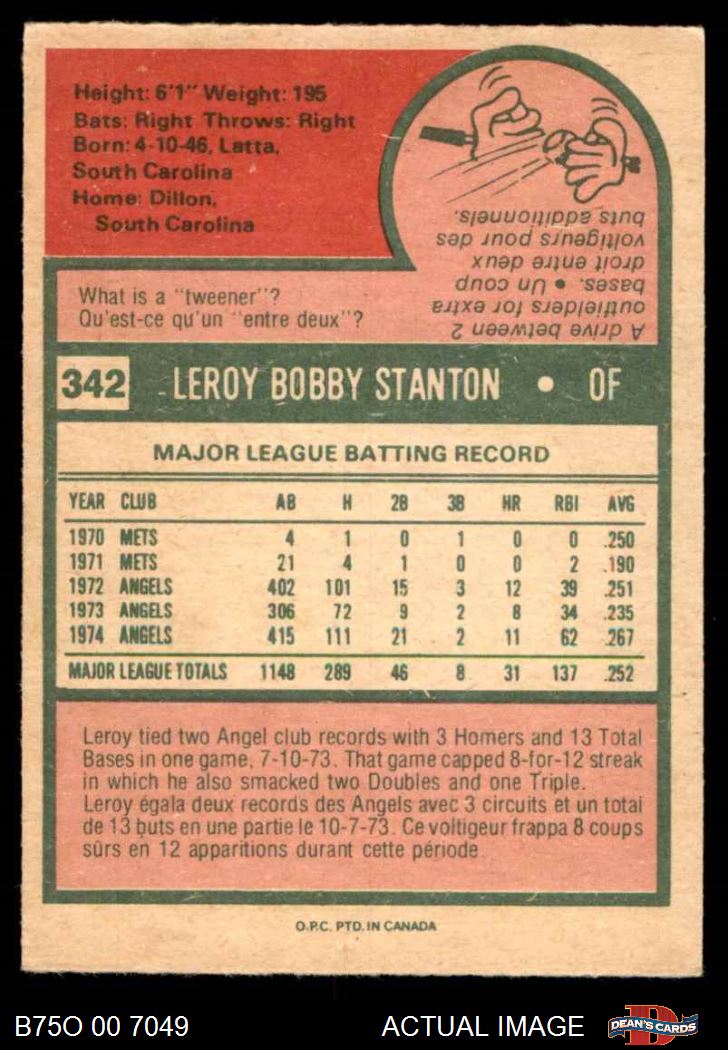 Height: 6'1" Weight: 195
Bats: Right Throws: Right
Born: 4-10-46, Latta,
South Carolina
Home: Dillon,
South Carolina
What is a "tweener"?
Qu'est-ce qu'un "entre deux"?
A drive between 2
outfielders for extra
bases. • Un coup
droit entre deux
voltigeurs pour des
buts additionnels.
342 LEROY BOBBY STANTON • OF
MAJOR LEAGUE BATTING RECORD
YEAR CLUB AB H 2B 3B HR RBI AVG
1970 METS 4 1 0 1 0 0 .250
1971 METS 21 4 1 0 0 2 .190
1972 ANGELS 402 101 15 3 12 39 .251
1973 ANGELS 306 72 9 2 8 34 .235
1974 ANGELS 415 111 21 2 11 62 .267
MAJOR LEAGUE TOTALS 1148 289 46 8 31 137 .252
Leroy tied two Angel club records with 3 Homers and 13 Total
Bases in one game, 7-10-73. That game capped 8-for-12 streak
in which he also smacked two Doubles and one Triple.
Leroy égala deux records des Angels avec 3 circuits et un total
de 13 buts en une partie le 10-7-73. Ce voltigeur frappa 8 coups
sûrs en 12 apparitions durant cette période.
O.P.C. PTD. IN CANADA
B75O 00 7049 ACTUAL IMAGE
DEAN'S CARDS